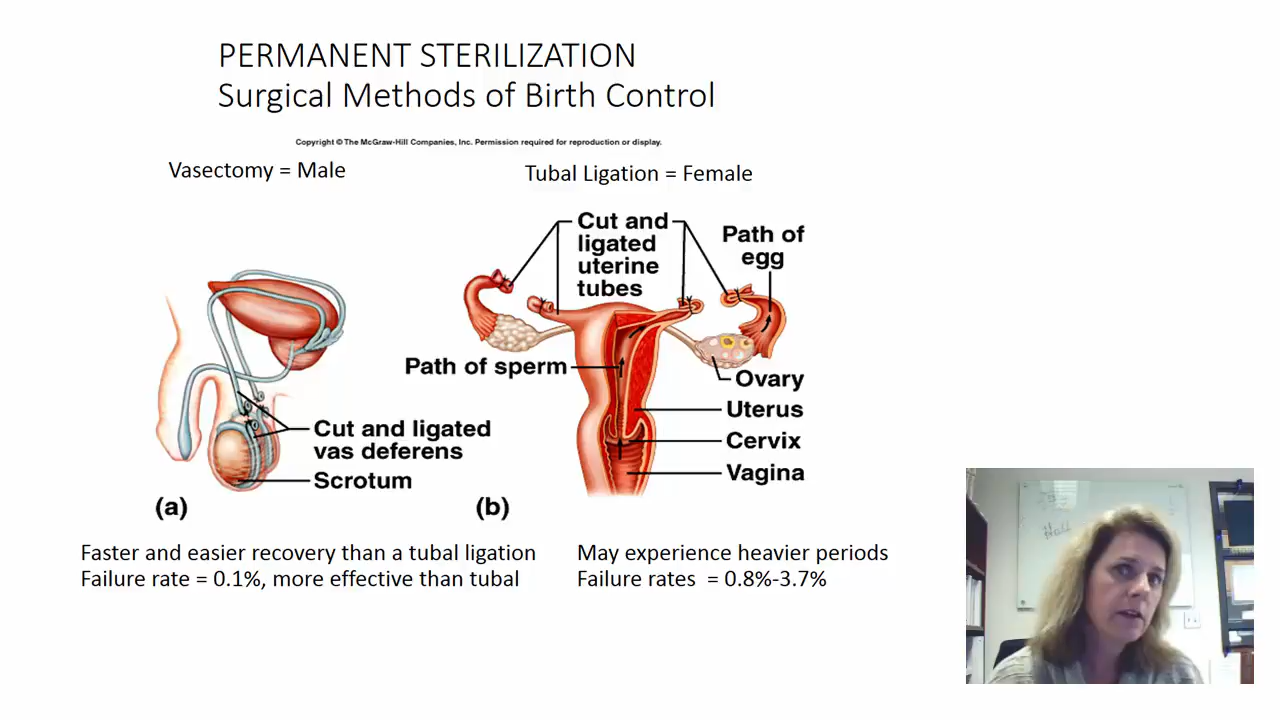 PERMANENT STERILIZATION
Surgical Methods of Birth Control
Copyright © The McGraw-Hill Companies, Inc. Permission required for reproduction or display.
Vasectomy = Male
Tubal Ligation = Female
Cut and
ligated
uterine
tubes
Path of
egg
Path of sperm
Ovary
Uterus
Cervix
Vagina
Cut and ligated
vas deferens
Scrotum
(a)
(b)
Faster and easier recovery than a tubal ligation
Failure rate = 0.1%, more effective than tubal
May experience heavier periods
Failure rates = 0.8%-3.7%